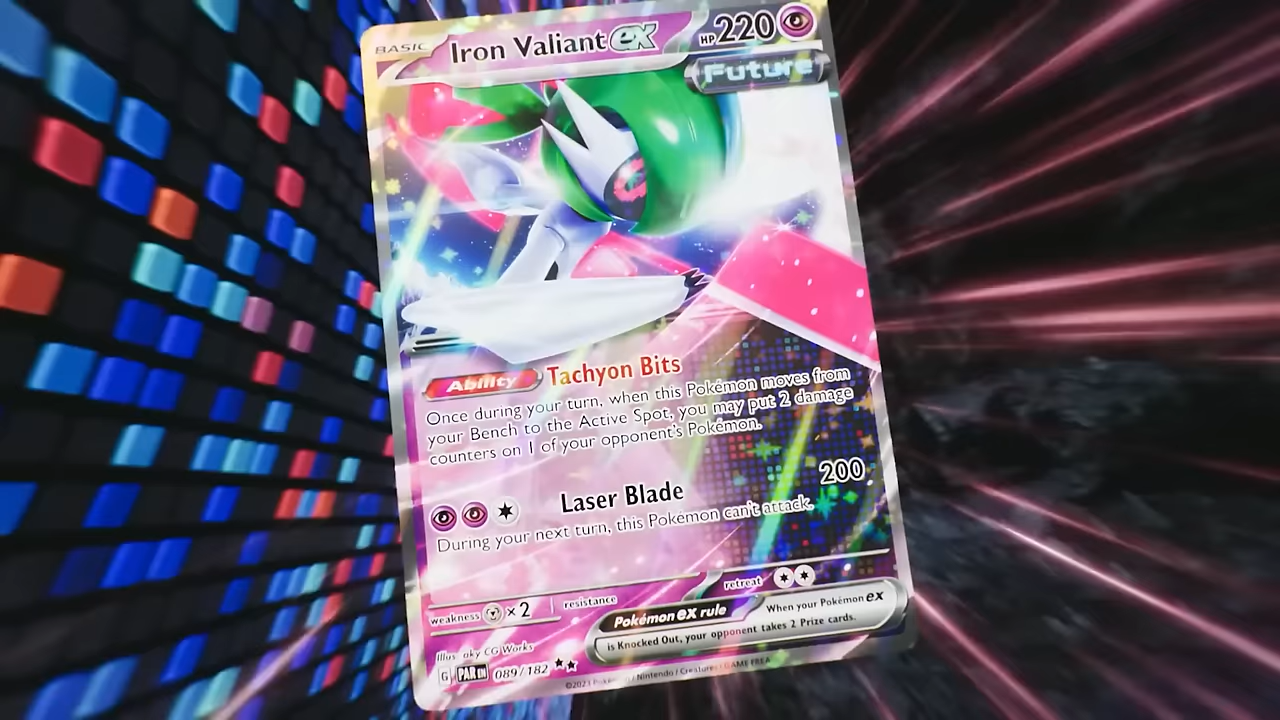 BASIC Iron Valiant ex HP 220
Future
Ability Tachyon Bits
Once during your turn, when this Pokémon moves from
your Bench to the Active Spot, you may put 2 damage
counters on 1 of your opponent's Pokémon.
Laser Blade 200
During your next turn, this Pokémon can't attack.
weakness ×2 resistance retreat
Pokémon ex rule When your Pokémon ex
is Knocked Out, your opponent takes 2 Prize cards.
Illus. aky CG Works
G PAR EN 089/182
©2023 Pokémon / Nintendo / Creatures / GAME FREAK